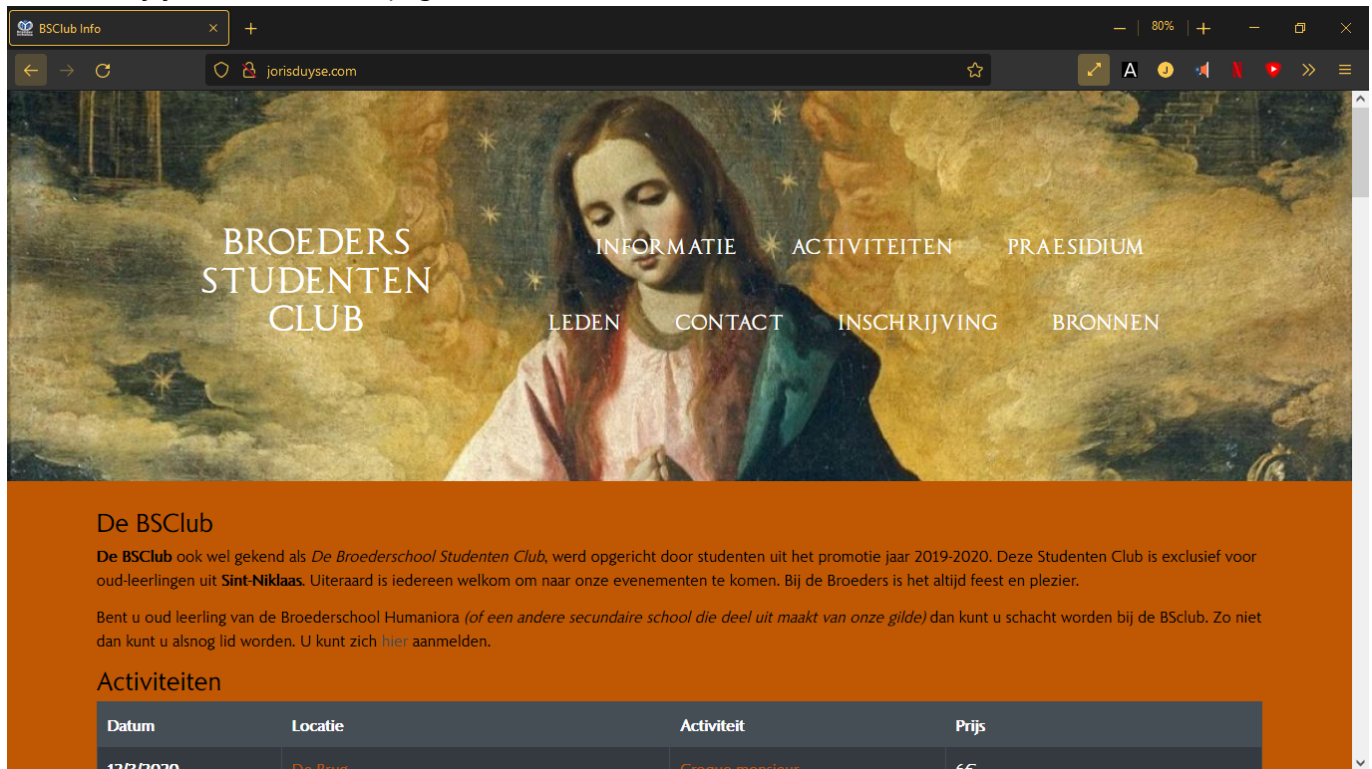 BSClub Info
80%
jorisduyse.com
BROEDERS
STUDENTEN
CLUB
INFORMATIE ACTIVITEITEN PRAESIDIUM
LEDEN CONTACT INSCHRIJVING BRONNEN
De BSClub
De BSClub ook wel gekend als De Broederschool Studenten Club, werd opgericht door studenten uit het promotie jaar 2019-2020. Deze Studenten Club is exclusief voor
oud-leerlingen uit Sint-Niklaas. Uiteraard is iedereen welkom om naar onze evenementen te komen. Bij de Broeders is het altijd feest en plezier.
Bent u oud leerling van de Broederschool Humaniora (of een andere secundaire school die deel uit maakt van onze gilde) dan kunt u schacht worden bij de BSclub. Zo niet
dan kunt u alsnog lid worden. U kunt zich hier aanmelden.
Activiteiten
Datum Locatie Activiteit Prijs
De Brug Croque monsieur 6€